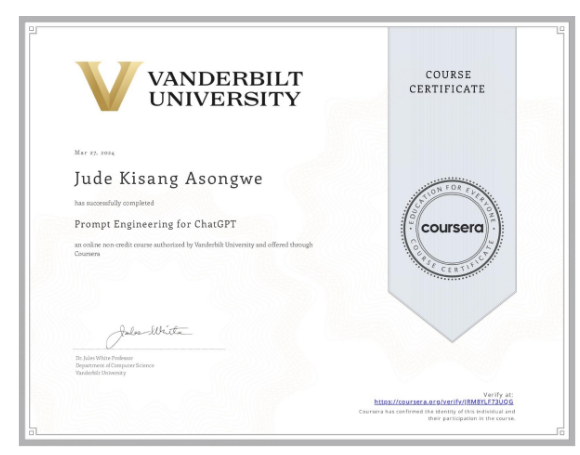 VANDERBILT
UNIVERSITY
COURSE
CERTIFICATE
Mar 27, 2024
Jude Kisang Asongwe
has successfully completed
Prompt Engineering for ChatGPT
an online non-credit course authorized by Vanderbilt University and offered through
Coursera
EDUCATION FOR EVERYONE
coursera
COURSE CERTIFICATE
Dr. Jules White Professor
Department of Computer Science
Vanderbilt University
Verify at:
https://coursera.org/verify/JRM8YLF73UDG
Coursera has confirmed the identity of this individual and
their participation in the course.